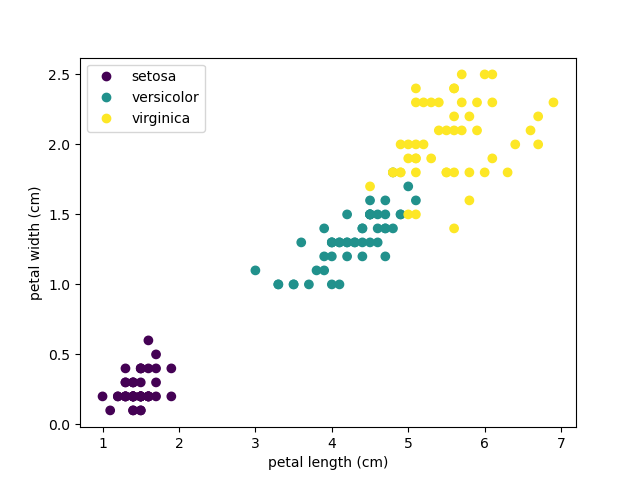 setosa
versicolor
virginica
2.5
2.0
1.5
1.0
0.5
0.0
petal width (cm)
1 2 3 4 5 6 7
petal length (cm)